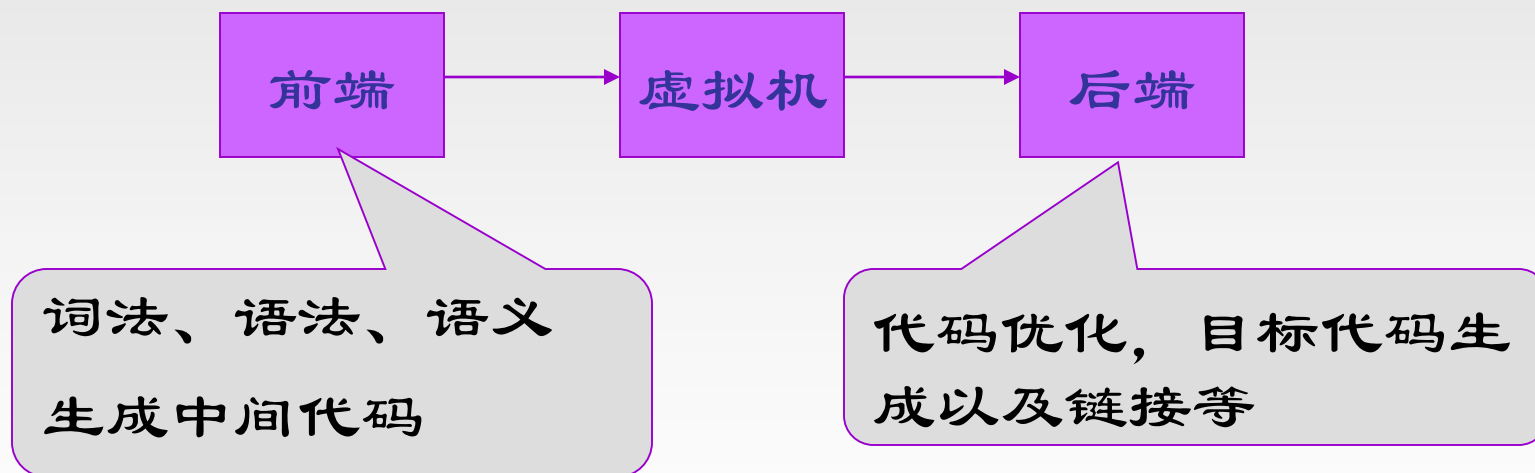 前端
虚拟机
后端
词法、语法、语义
生成中间代码
代码优化，目标代码生
成以及链接等